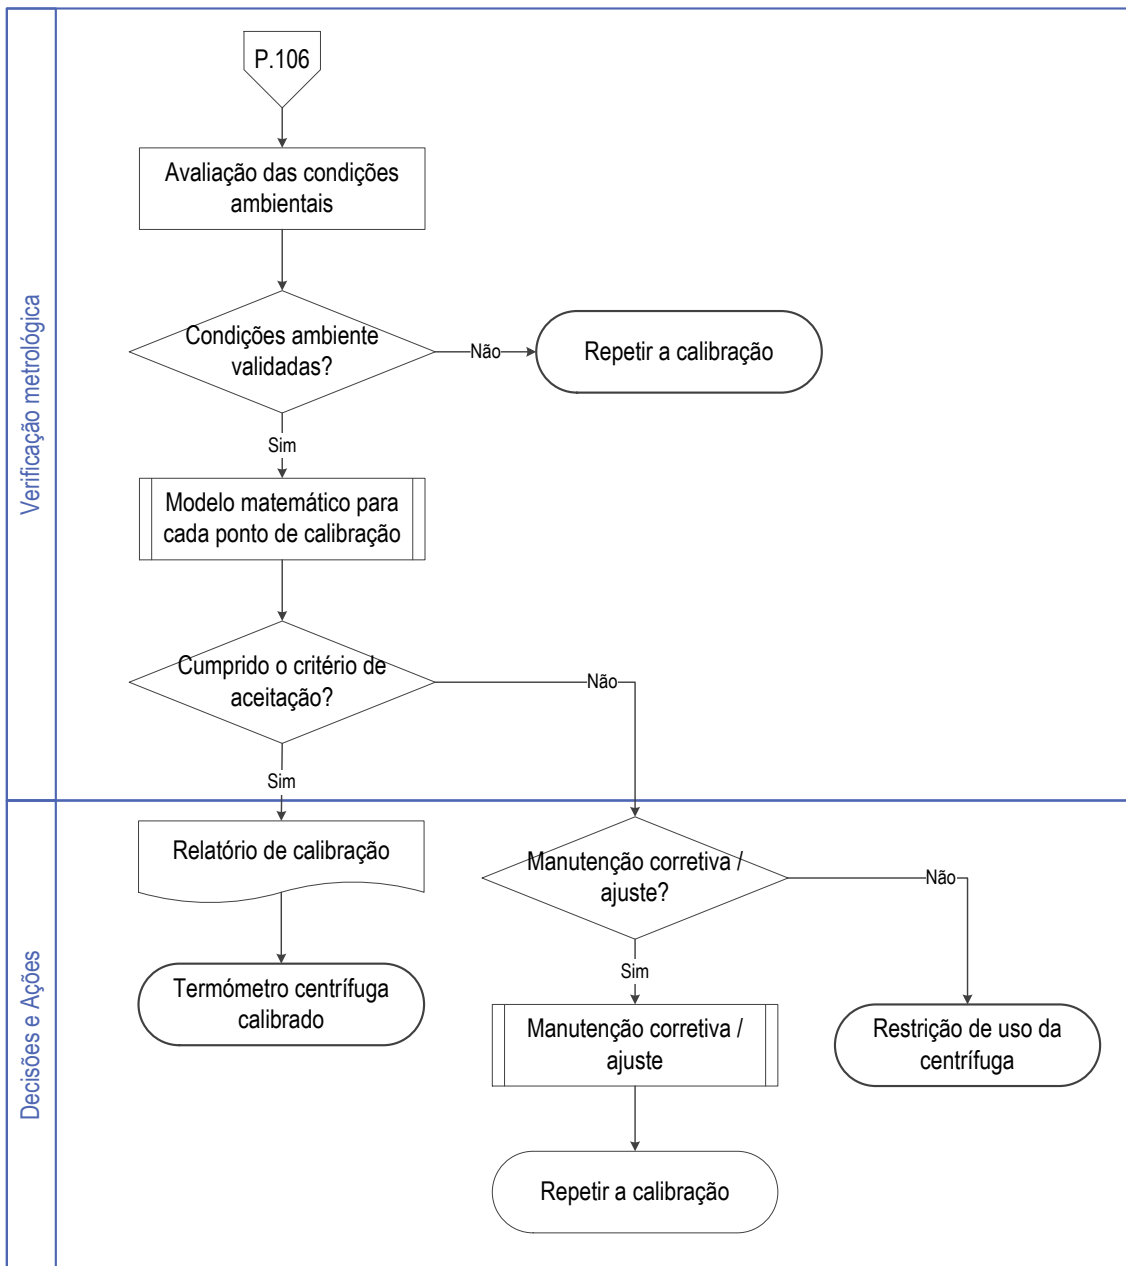 P.106
Avaliação das condições
ambientais
Verificação metrológica
Condições ambiente
validadas?
Não
Repetir a calibração
Sim
Modelo matemático para
cada ponto de calibração
Cumprido o critério de
aceitação?
Não
Sim
Decisões e Ações
Relatório de calibração
Manutenção corretiva /
ajuste?
Não
Sim
Termómetro centrífuga
calibrado
Manutenção corretiva /
ajuste
Restrição de uso da
centrífuga
Repetir a calibração